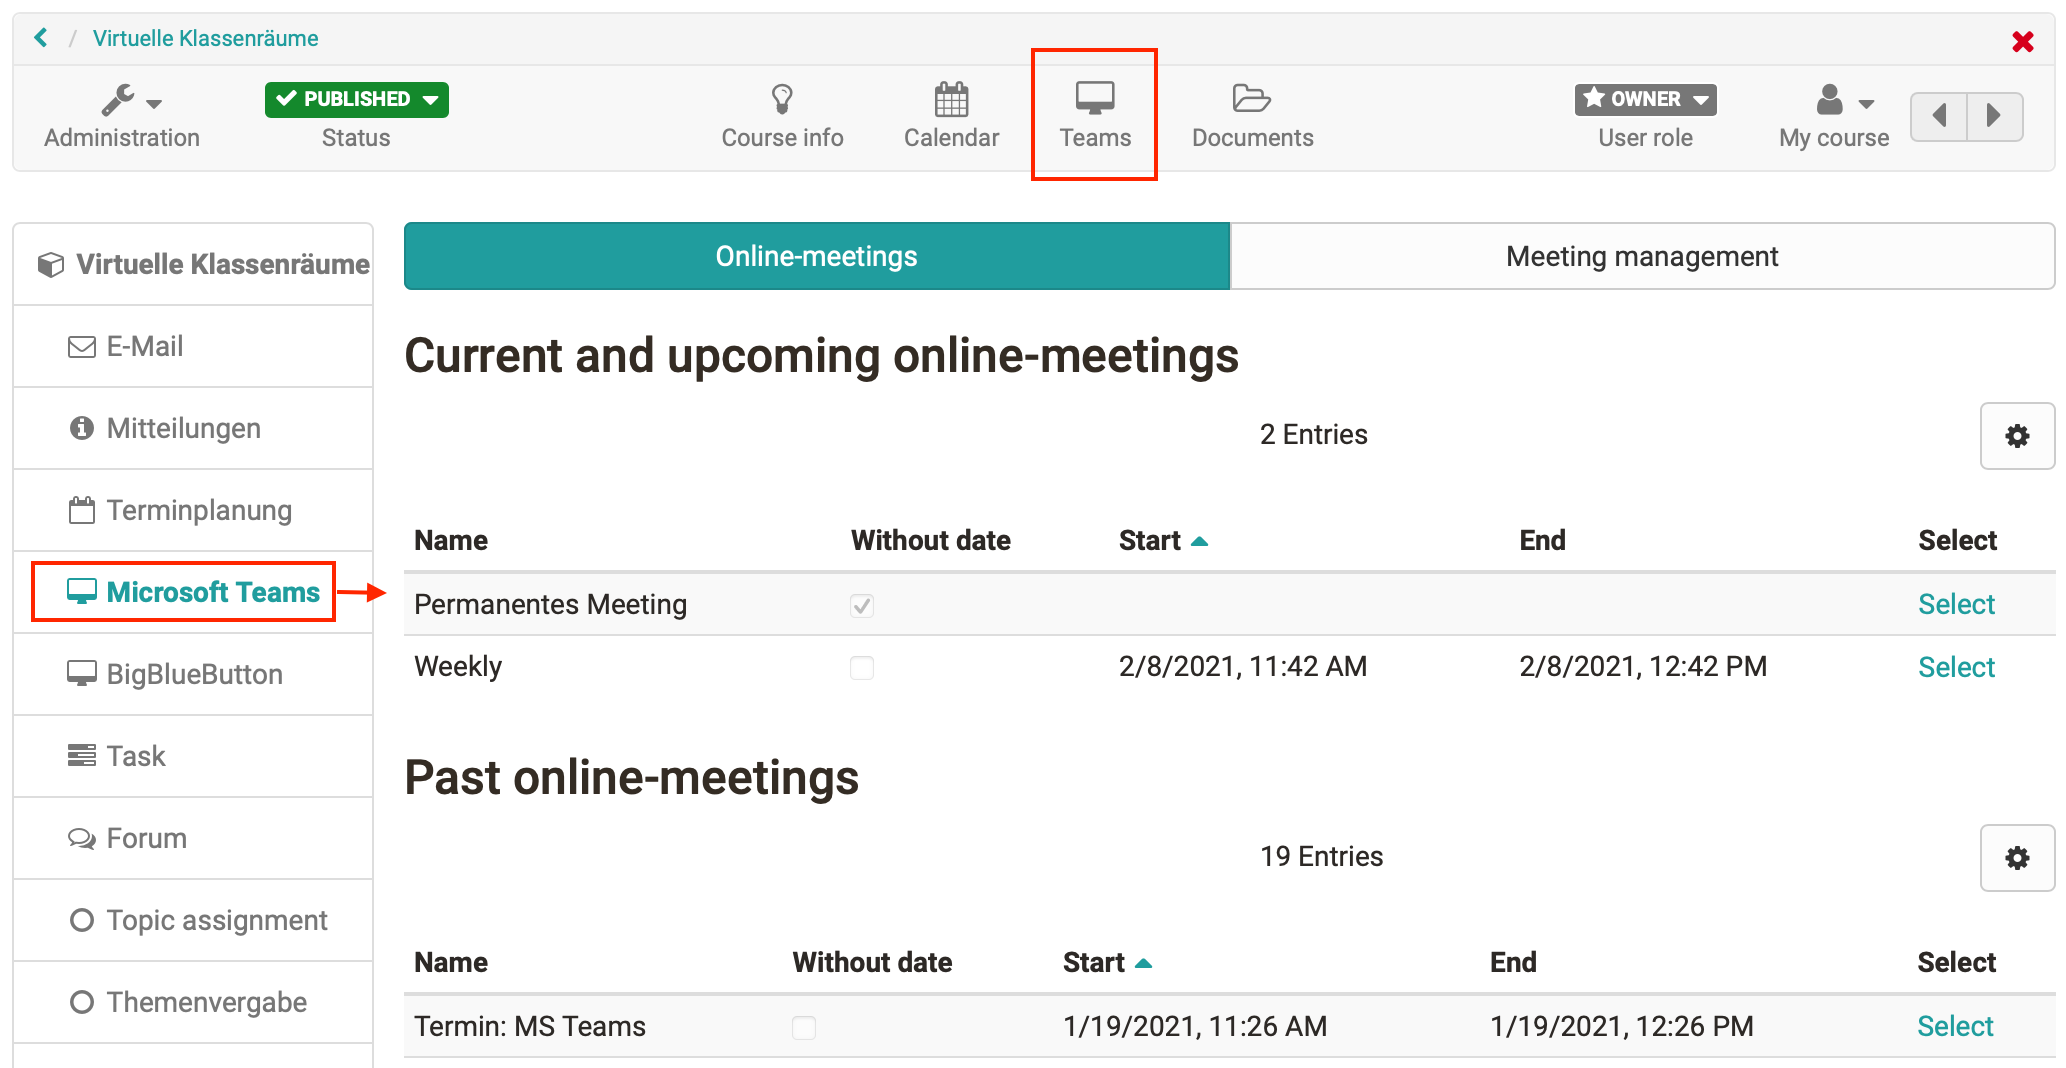 / Virtuelle Klassenräume
Administration
PUBLISHED
Status
Course info
Calendar
Teams
Documents
OWNER
User role
My course
Virtuelle Klassenräume
E-Mail
Mitteilungen
Terminplanung
Microsoft Teams
BigBlueButton
Task
Forum
Topic assignment
Themenvergabe
Online-meetings
Meeting management
Current and upcoming online-meetings
2 Entries
Name Without date Start End Select
Permanentes Meeting Select
Weekly 2/8/2021, 11:42 AM 2/8/2021, 12:42 PM Select
Past online-meetings
19 Entries
Name Without date Start End Select
Termin: MS Teams 1/19/2021, 11:26 AM 1/19/2021, 12:26 PM Select